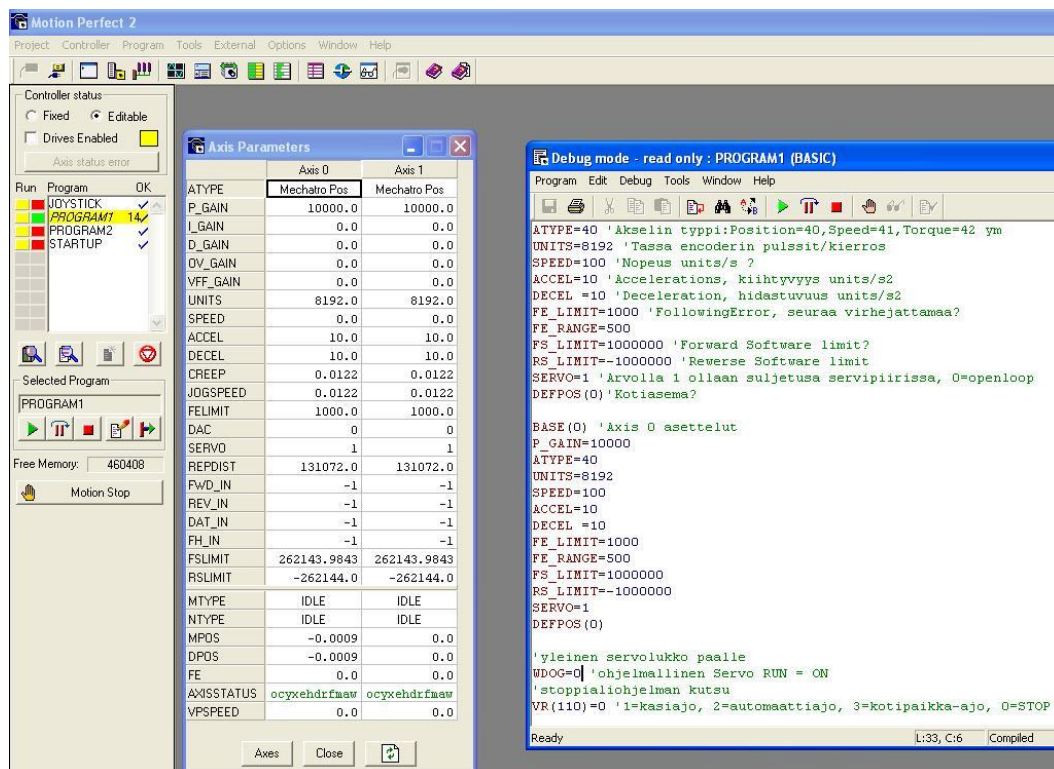 Motion Perfect 2
Project Controller Program Tools External Options Window Help
Controller status
Fixed Editable
Drives Enabled
Axis status error
Run Program OK
JOYSTICK
PROGRAM1 14
PROGRAM2
STARTUP
Selected Program
PROGRAM1
Free Memory: 460408
Motion Stop
Axis Parameters
Axis 0 Axis 1
ATYPE Mechatro Pos Mechatro Pos
P_GAIN 10000.0 10000.0
I_GAIN 0.0 0.0
D_GAIN 0.0 0.0
OV_GAIN 0.0 0.0
VFF_GAIN 0.0 0.0
UNITS 8192.0 8192.0
SPEED 0.0 0.0
ACCEL 10.0 10.0
DECEL 10.0 10.0
CREEP 0.0122 0.0122
JOGSPEED 0.0122 0.0122
FELIMIT 1000.0 1000.0
DAC 0 0
SERVO 1 1
REPDIST 131072.0 131072.0
FWD_IN -1 -1
REV_IN -1 -1
DAT_IN -1 -1
FH_IN -1 -1
FSLIMIT 262143.9843 262143.9843
RSLIMIT -262144.0 -262144.0
MTYPE IDLE IDLE
NTYPE IDLE IDLE
MPOS -0.0009 0.0
DPOS -0.0009 0.0
FE 0.0 0.0
AXISSTATUS ocyxehdrfmaw ocyxehdrfmaw
VPSPEED 0.0 0.0
Axes Close
Debug mode - read only : PROGRAM1 (BASIC)
Program Edit Debug Tools Window Help
ATYPE=40 'Akselin typpi:Position=40,Speed=41,Torque=42 ym
UNITS=8192 'Tassa encoderin pulssit/kierros
SPEED=100 'Nopeus units/s ?
ACCEL=10 'Accelerations, kiihtyvyys units/s2
DECEL =10 'Deceleration, hidastuvuus units/s2
FE_LIMIT=1000 'FollowingError, seuraa virhejattamaa?
FE_RANGE=500
FS_LIMIT=1000000 'Forward Software limit?
RS_LIMIT=-1000000 'Rewerse Software limit
SERVO=1 'Arvolla 1 ollaan suljetusa servipiirissa, 0=openloop
DEFPOS(0)'Kotiasema?
BASE(0) 'Axis 0 asettelut
P_GAIN=10000
ATYPE=40
UNITS=8192
SPEED=100
ACCEL=10
DECEL =10
FE_LIMIT=1000
FE_RANGE=500
FS_LIMIT=1000000
RS_LIMIT=-1000000
SERVO=1
DEFPOS(0)
'yleinen servolukko paalle
WDOG=0 'ohjelmallinen Servo RUN = ON
'stoppialiohjelman kutsu
VR(110)=0 '1=kasiajo, 2=automaattiajo, 3=kotipaikka-ajo, 0=STOP
Ready L:33, C:6 Compiled